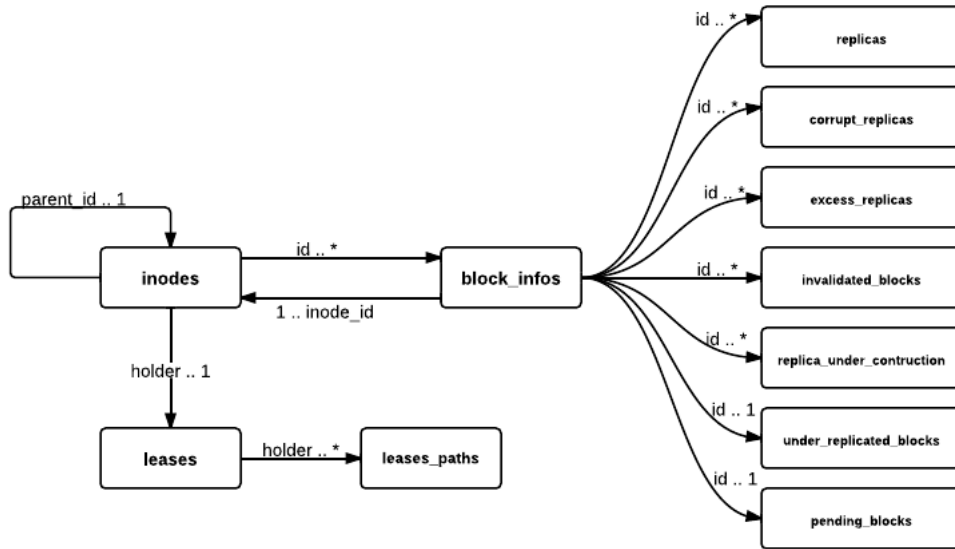 id .. *
replicas
id .. *
corrupt_replicas
id .. *
excess_replicas
parent_id .. 1
inodes
id .. *
block_infos
1 .. inode_id
id .. *
invalidated_blocks
id .. *
replica_under_contruction
holder .. 1
id .. 1
under_replicated_blocks
leases
holder .. *
leases_paths
id .. 1
pending_blocks